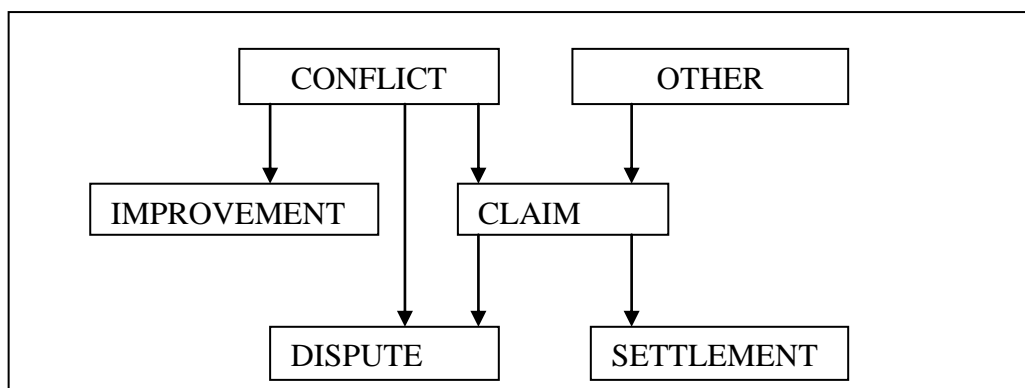 CONFLICT
OTHER
IMPROVEMENT
CLAIM
DISPUTE
SETTLEMENT